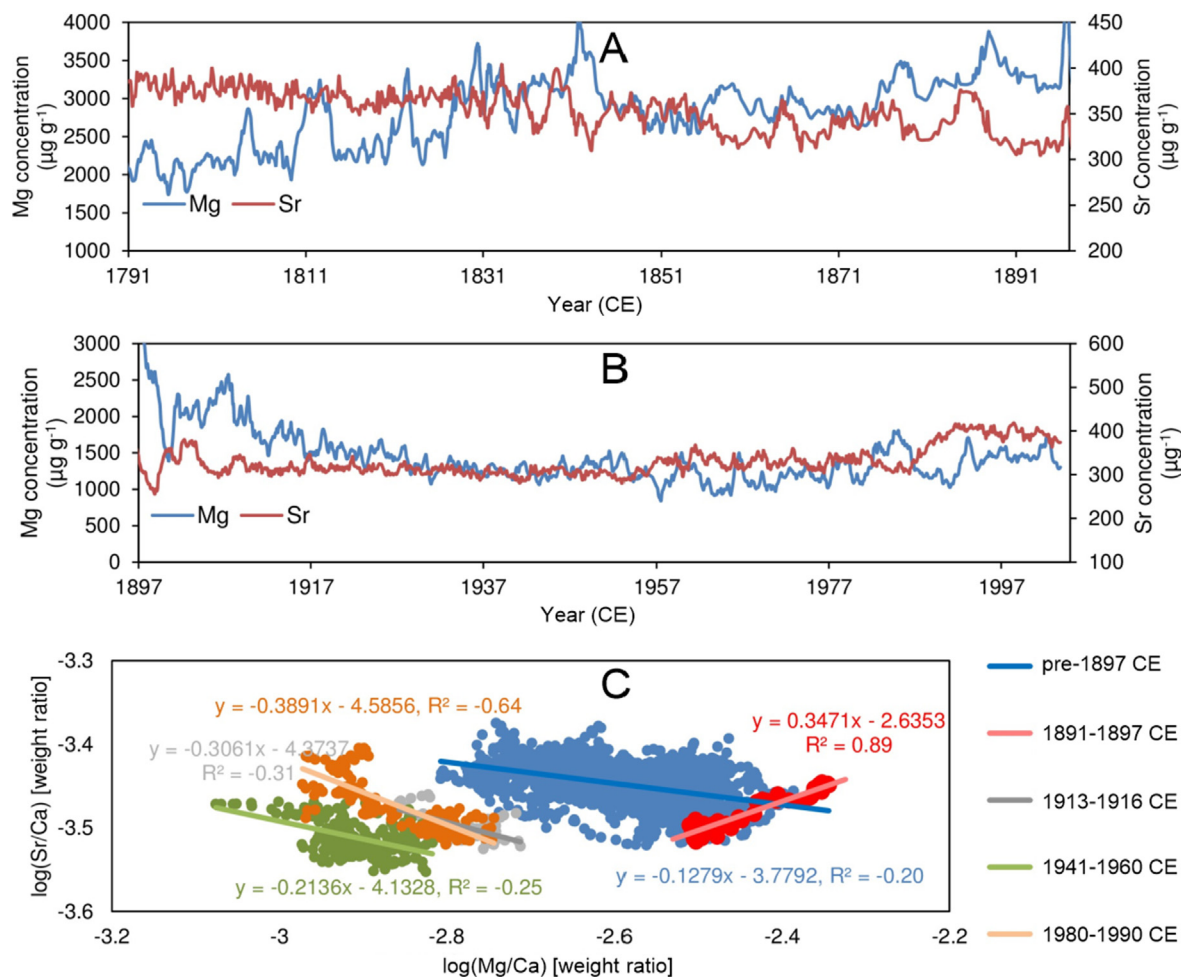 A
Mg concentration
(µg g⁻¹)
4000
3500
3000
2500
2000
1500
1000
450
400
350
300
250
200
Sr Concentration
(µg g⁻¹)
Mg
Sr
1791
1811
1831
1851
1871
1891
Year (CE)
B
Mg concentration
(µg g⁻¹)
3000
2500
2000
1500
1000
500
0
600
500
400
300
200
100
Sr concentration
(µg g⁻¹)
Mg
Sr
1897
1917
1937
1957
1977
1997
Year (CE)
C
log(Sr/Ca) [weight ratio]
-3.3
-3.4
-3.5
-3.6
y = -0.3891x - 4.5856, R² = -0.64
y = -0.3061x - 4.3737
R² = -0.31
y = 0.3471x - 2.6353
R² = 0.89
y = -0.2136x - 4.1328, R² = -0.25
y = -0.1279x - 3.7792, R² = -0.20
-3.2
-3
-2.8
-2.6
-2.4
-2.2
log(Mg/Ca) [weight ratio]
pre-1897 CE
1891-1897 CE
1913-1916 CE
1941-1960 CE
1980-1990 CE